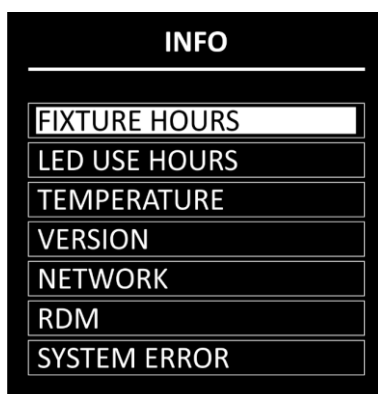 INFO
FIXTURE HOURS
LED USE HOURS
TEMPERATURE
VERSION
NETWORK
RDM
SYSTEM ERROR